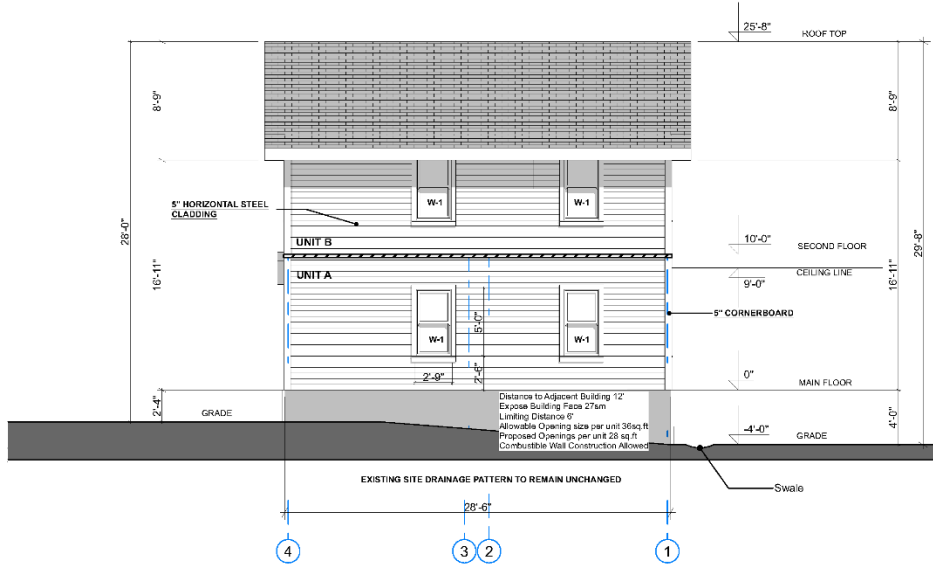 25'-8"
ROOF TOP
8'-9"
8'-9"
28'-0"
29'-8"
W-1
W-1
5" HORIZONTAL STEEL
CLADDING
UNIT B
10'-0"
SECOND FLOOR
16'-11"
16'-11"
UNIT A
CEILING LINE
9'-0"
5" CORNERBOARD
5'-0"
W-1
W-1
2'-9"
2'-6"
0"
MAIN FLOOR
2'-4"
GRADE
Distance to Adjacent Building 12'
Expose Building Face 27sm
Limiting Distance 6'
Allowable Opening size per unit 36sq.ft
Proposed Openings per unit 28 sq.ft
Combustible Wall Construction Allowed
4'-0"
-4'-0"
GRADE
EXISTING SITE DRAINAGE PATTERN TO REMAIN UNCHANGED
Swale
28'-6"
4
3
2
1